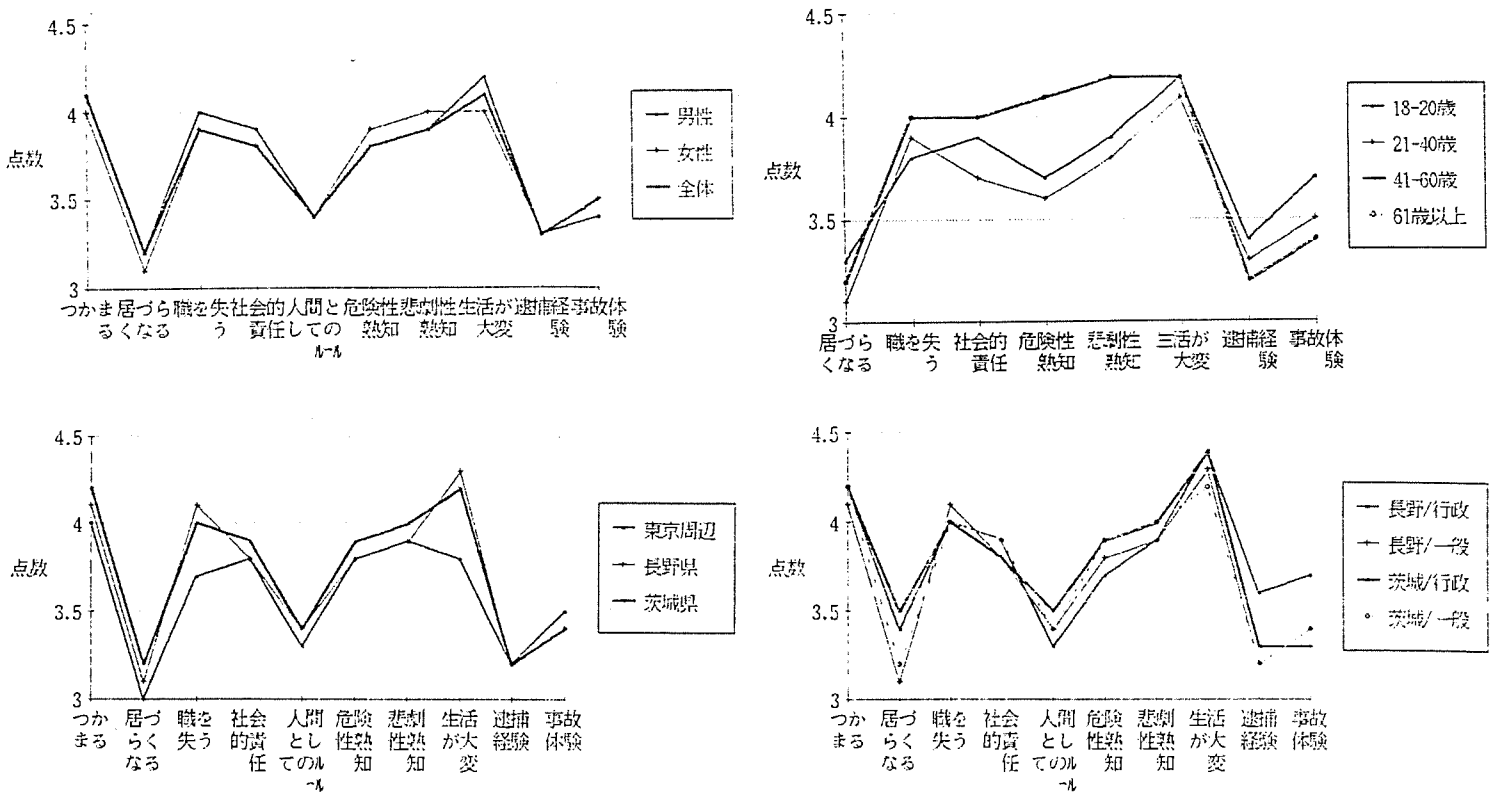 4.5
4
3.5
3
点数
つかま居づら職を失社会的人間と危険性悲劇性生活が逮捕経事故体
るくなる う 責任しての 熟知 熟知 大変 験 験
ルール
男性
女性
全体
4.5
4
3.5
3
点数
居づら 職を失 社会的 危険性 悲劇性 生活が 逮捕経 事故体
くなる う 責任 熟知 熟知 大変 験 験
18-20歳
21-40歳
41-60歳
61歳以上
4.5
4
3.5
3
点数
つか 居づ 職を 社会 人間 危険 悲劇 生活 逮捕 事故
まる らく 失う 的責 とし 性熟 性熟 が大 経験 体験
なる 任 てのル 知 知 変
ール
東京周辺
長野県
茨城県
4.5
4
3.5
3
点数
つか 居づ 職を 社会 人間 危険 悲劇 生活 逮捕 事故
まる らく 失う 的責 とし 性熟 性熟 が大 経験 体験
なる 任 てのル 知 知 変
ール
長野/行政
長野/一般
茨城/行政
茨城/一般